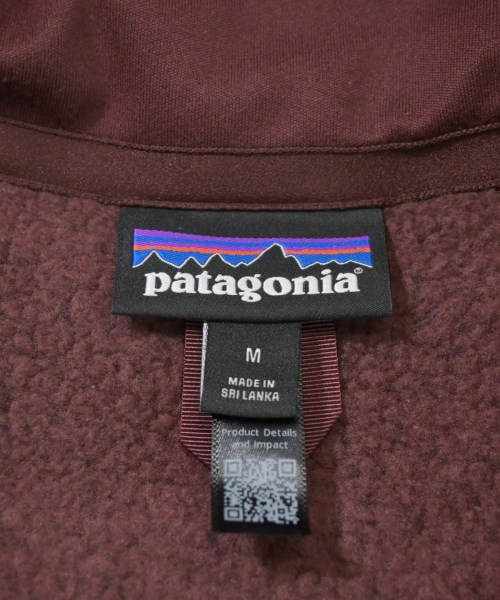 patagonia®
M
MADE IN
SRI LANKA
Product Details
and Impact